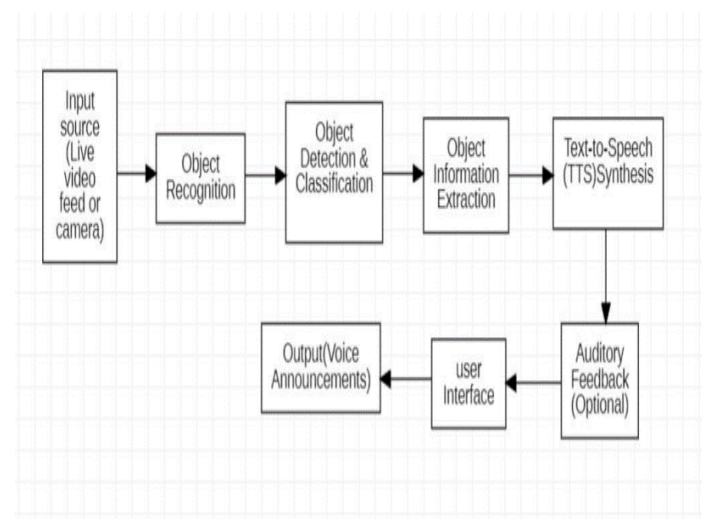 Input
source
(Live
video
feed or
camera)
Object
Recognition
Object
Detection &
Classification
Object
Information
Extraction
Text-to-Speech
(TTS)Synthesis
Auditory
Feedback
(Optional)
user
Interface
Output(Voice
Announcements)